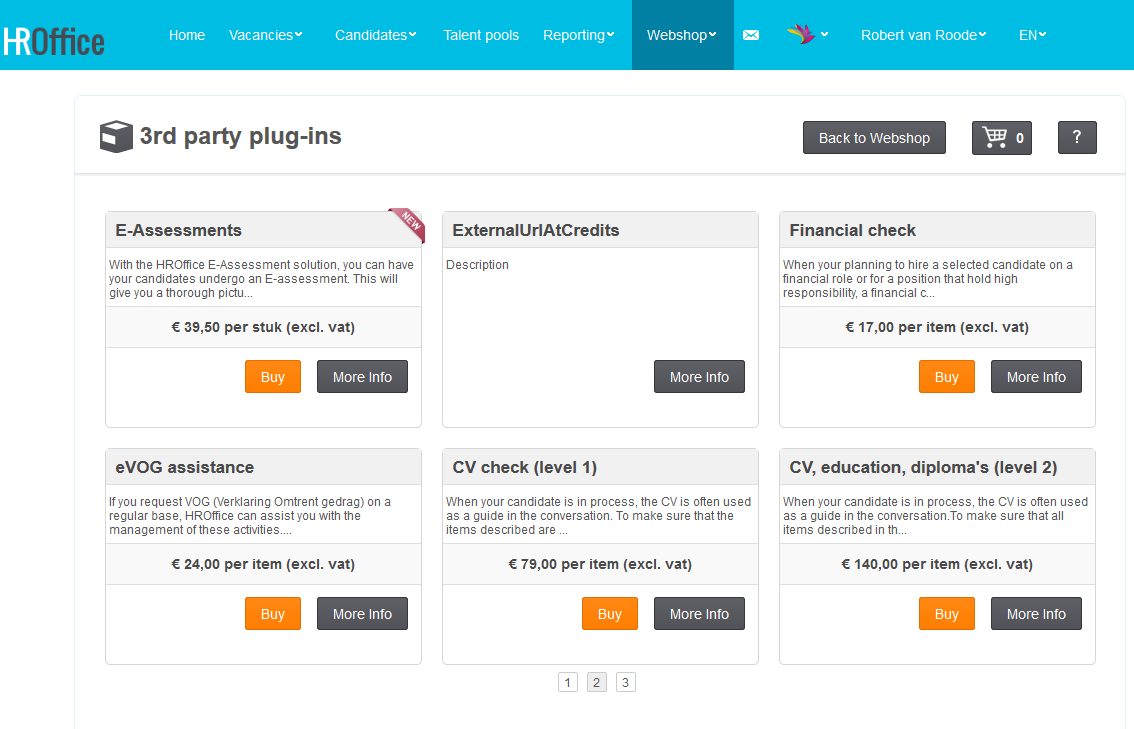 HROffice
Home Vacancies Candidates Talent pools Reporting Webshop Robert van Roode EN
3rd party plug-ins
Back to Webshop 0 ?
E-Assessments
NEW
With the HROffice E-Assessment solution, you can have
your candidates undergo an E-assessment. This will
give you a thorough pictu...
€ 39,50 per stuk (excl. vat)
Buy More Info
ExternalUrlAtCredits
Description
More Info
Financial check
When your planning to hire a selected candidate on a
financial role or for a position that hold high
responsibility, a financial c...
€ 17,00 per item (excl. vat)
Buy More Info
eVOG assistance
If you request VOG (Verklaring Omtrent gedrag) on a
regular base, HROffice can assist you with the
management of these activities....
€ 24,00 per item (excl. vat)
Buy More Info
CV check (level 1)
When your candidate is in process, the CV is often used
as a guide in the conversation. To make sure that the
items described are ...
€ 79,00 per item (excl. vat)
Buy More Info
CV, education, diploma's (level 2)
When your candidate is in process, the CV is often used
as a guide in the conversation.To make sure that all
items described in th...
€ 140,00 per item (excl. vat)
Buy More Info
1 2 3